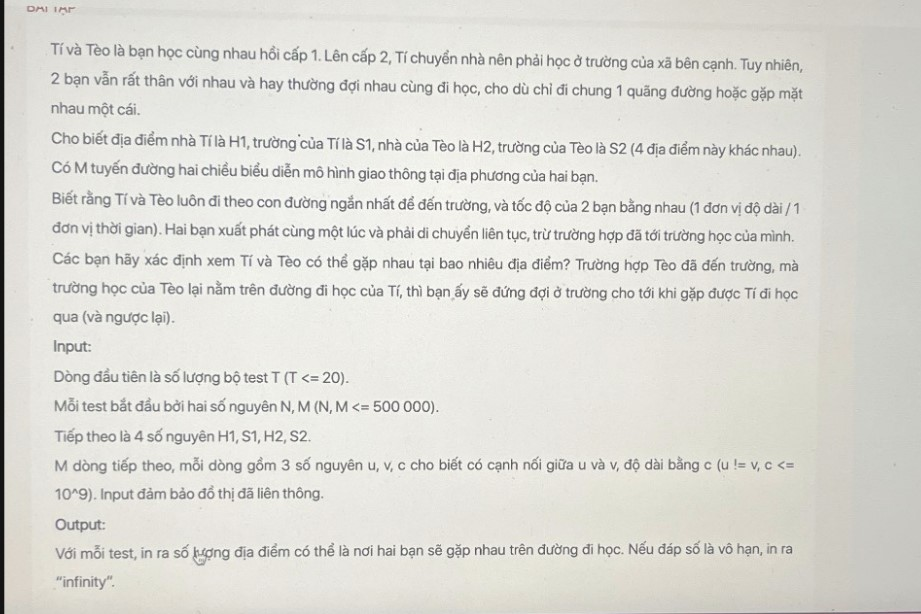 BÀI TẬP
Tí và Tèo là bạn học cùng nhau hồi cấp 1. Lên cấp 2, Tí chuyển nhà nên phải học ở trường của xã bên cạnh. Tuy nhiên,
2 bạn vẫn rất thân với nhau và hay thường đợi nhau cùng đi học, cho dù chỉ đi chung 1 quãng đường hoặc gặp mặt
nhau một cái.
Cho biết địa điểm nhà Tí là H1, trường của Tí là S1, nhà của Tèo là H2, trường của Tèo là S2 (4 địa điểm này khác nhau).
Có M tuyến đường hai chiều biểu diễn mô hình giao thông tại địa phương của hai bạn.
Biết rằng Tí và Tèo luôn đi theo con đường ngắn nhất để đến trường, và tốc độ của 2 bạn bằng nhau (1 đơn vị độ dài / 1
đơn vị thời gian). Hai bạn xuất phát cùng một lúc và phải di chuyển liên tục, trừ trường hợp đã tới trường học của mình.
Các bạn hãy xác định xem Tí và Tèo có thể gặp nhau tại bao nhiêu địa điểm? Trường hợp Tèo đã đến trường, mà
trường học của Tèo lại nằm trên đường đi học của Tí, thì bạn ấy sẽ đứng đợi ở trường cho tới khi gặp được Tí đi học
qua (và ngược lại).
Input:
Dòng đầu tiên là số lượng bộ test T (T <= 20).
Mỗi test bắt đầu bởi hai số nguyên N, M (N, M <= 500 000).
Tiếp theo là 4 số nguyên H1, S1, H2, S2.
M dòng tiếp theo, mỗi dòng gồm 3 số nguyên u, v, c cho biết có cạnh nối giữa u và v, độ dài bằng c (u != v, c <=
10^9). Input đảm bảo đồ thị đã liên thông.
Output:
Với mỗi test, in ra số lượng địa điểm có thể là nơi hai bạn sẽ gặp nhau trên đường đi học. Nếu đáp số là vô hạn, in ra
“infinity”.